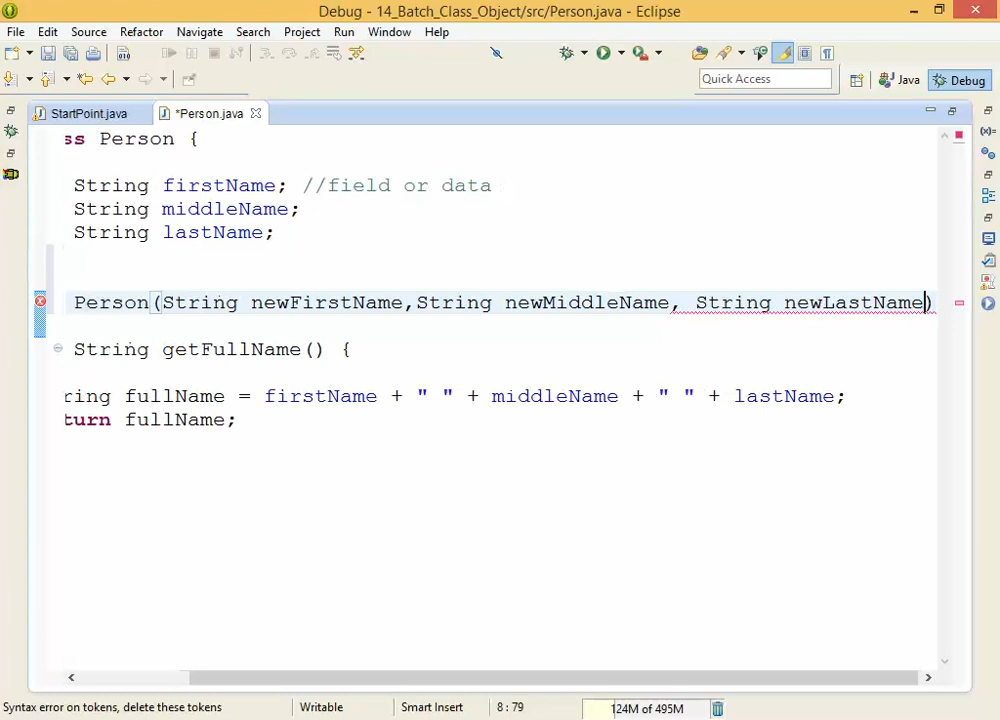 Debug - 14_Batch_Class_Object/src/Person.java - Eclipse
File Edit Source Refactor Navigate Search Project Run Window Help
Quick Access
Java
Debug
StartPoint.java
*Person.java
ss Person {
String firstName; //field or data
String middleName;
String lastName;
Person(String newFirstName,String newMiddleName, String newLastName)
String getFullName() {
ring fullName = firstName + " " + middleName + " " + lastName;
turn fullName;
Syntax error on tokens, delete these tokens
Writable
Smart Insert
8 : 79
124M of 495M